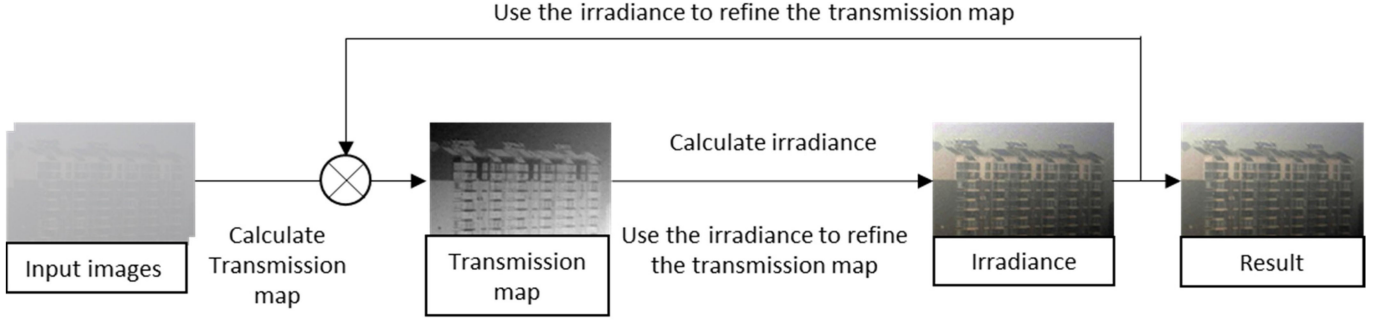 Use the irradiance to refine the transmission map
Calculate irradiance
Calculate
Transmission
map
Use the irradiance to refine
the transmission map
Input images
Transmission
map
Irradiance
Result